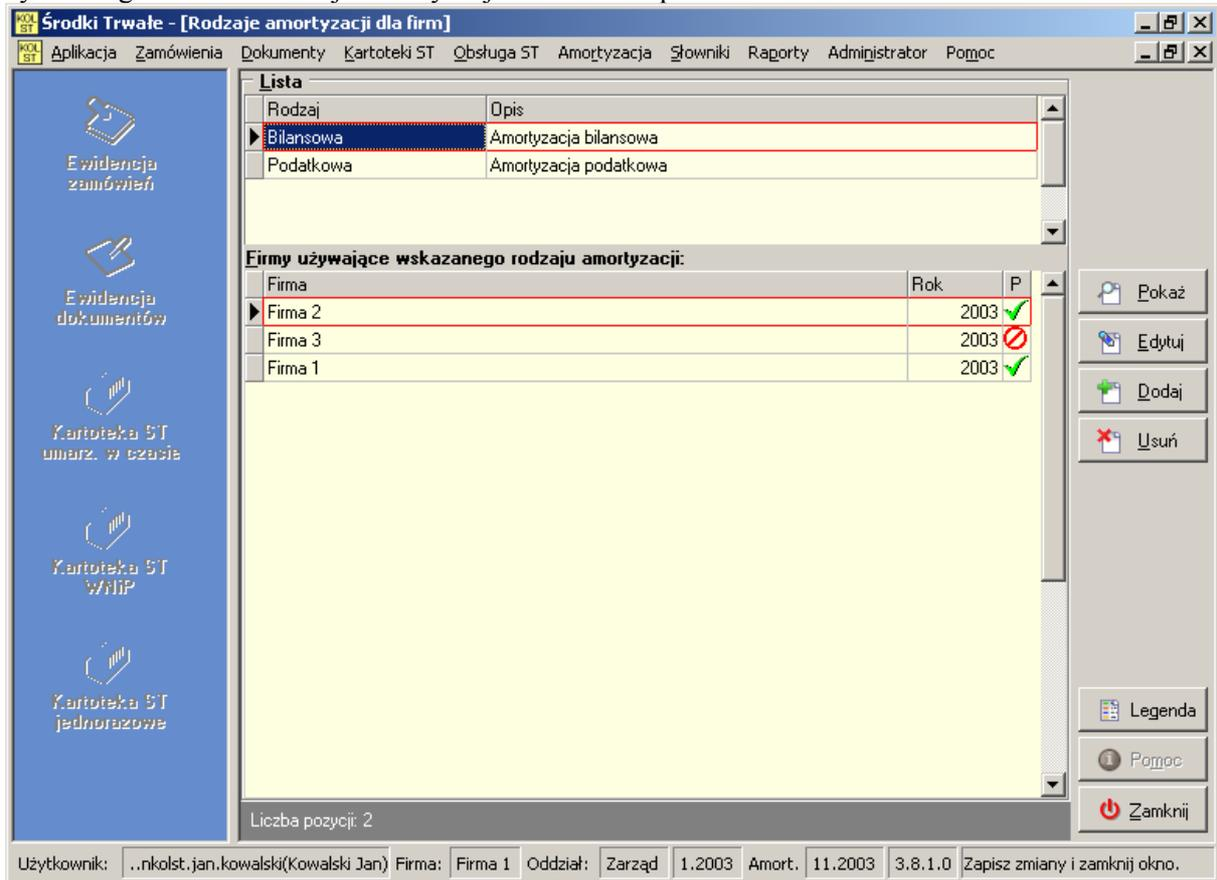 Środki Trwałe - [Rodzaje amortyzacji dla firm]
Aplikacja Zamówienia Dokumenty Kartoteki ST Obsługa ST Amortyzacja Słowniki Raporty Administrator Pomoc
Ewidencja
zamówień
Ewidencja
dokumentów
Kartoteka ST
umarz. w czasie
Kartoteka ST
WNiP
Kartoteka ST
jednorazowe
Lista
Rodzaj Opis
Bilansowa Amortyzacja bilansowa
Podatkowa Amortyzacja podatkowa
Firmy używające wskazanego rodzaju amortyzacji:
Firma Rok P
Firma 2 2003
Firma 3 2003
Firma 1 2003
Liczba pozycji: 2
Pokaż
Edytuj
Dodaj
Usuń
Legenda
Pomoc
Zamknij
Użytkownik: ..nkolst.jan.kowalski(Kowalski Jan) Firma: Firma 1 Oddział: Zarząd 1.2003 Amort. 11.2003 3.8.1.0 Zapisz zmiany i zamknij okno.